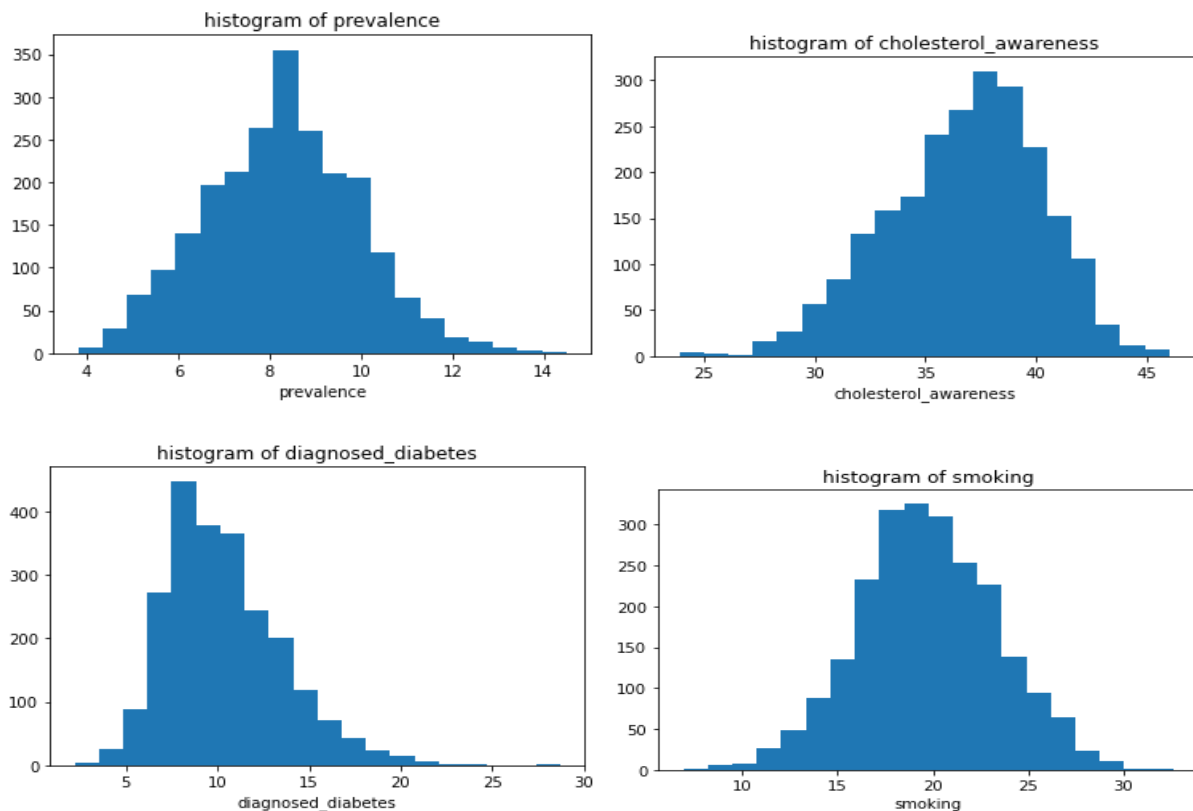 histogram of prevalence
350
300
250
200
150
100
50
0
4 6 8 10 12 14
prevalence
histogram of cholesterol_awareness
300
250
200
150
100
50
0
25 30 35 40 45
cholesterol_awareness
histogram of diagnosed_diabetes
400
300
200
100
0
5 10 15 20 25 30
diagnosed_diabetes
histogram of smoking
300
250
200
150
100
50
0
10 15 20 25 30
smoking